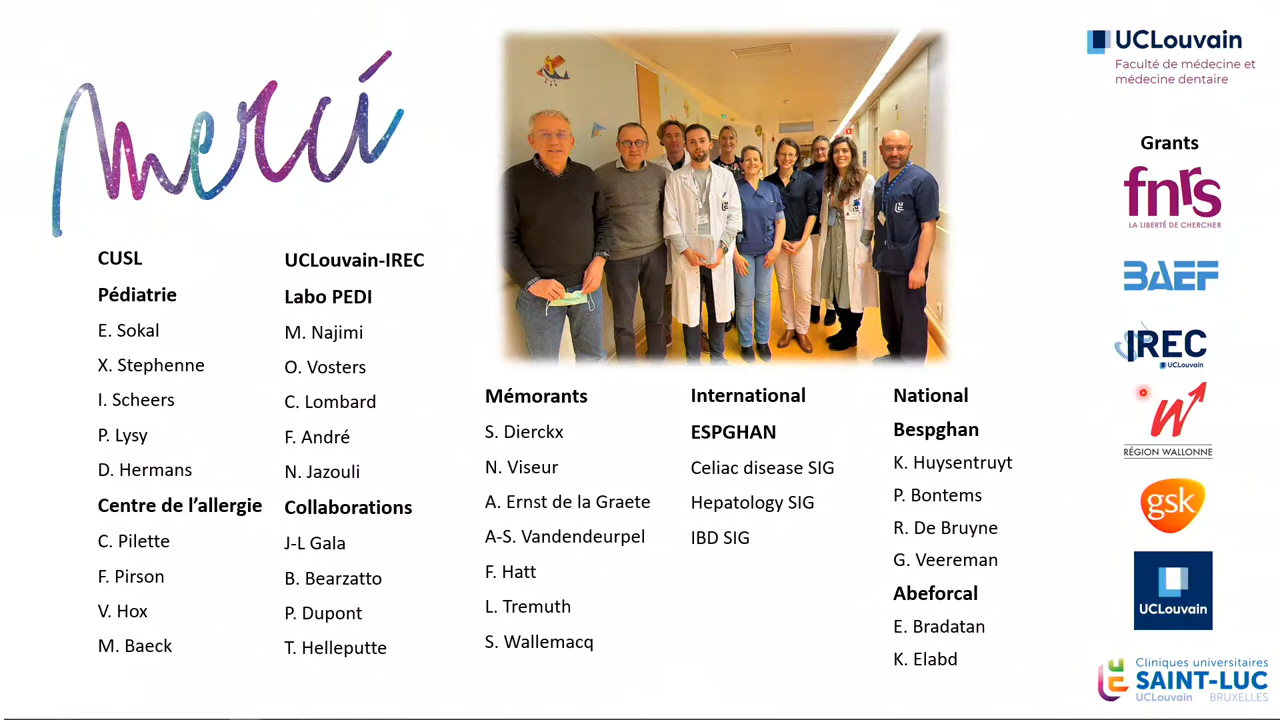 merci
CUSL
Pédiatrie
E. Sokal
X. Stephenne
I. Scheers
P. Lysy
D. Hermans
Centre de l’allergie
C. Pilette
F. Pirson
V. Hox
M. Baeck
UCLouvain-IREC
Labo PEDI
M. Najimi
O. Vosters
C. Lombard
F. André
N. Jazouli
Collaborations
J-L Gala
B. Bearzatto
P. Dupont
T. Helleputte
Mémorants
S. Dierckx
N. Viseur
A. Ernst de la Graete
A-S. Vandendeurpel
F. Hatt
L. Tremuth
S. Wallemacq
International
ESPGHAN
Celiac disease SIG
Hepatology SIG
IBD SIG
National
Bespghan
K. Huysentruyt
P. Bontems
R. De Bruyne
G. Veereman
Abeforcal
E. Bradatan
K. Elabd
UCLouvain
Faculté de médecine et
médecine dentaire
Grants
fnrs
LA LIBERTÉ DE CHERCHER
BAEF
IREC
UCLouvain
W
RÉGION WALLONNE
gsk
UCLouvain
Cliniques universitaires
SAINT-LUC
UCLouvain BRUXELLES